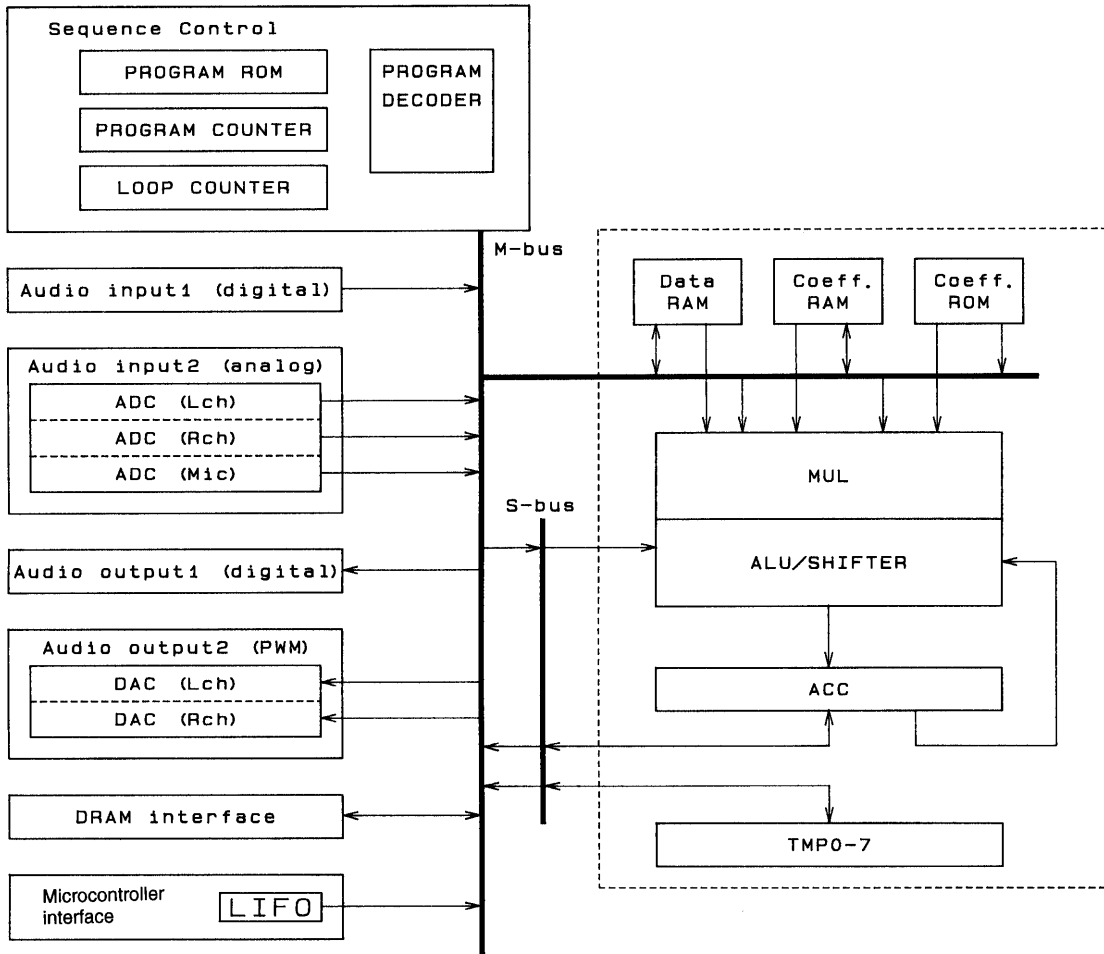 Sequence Control
PROGRAM ROM
PROGRAM COUNTER
LOOP COUNTER
PROGRAM
DECODER
M-bus
Audio input1 (digital)
Audio input2 (analog)
ADC (Lch)
ADC (Rch)
ADC (Mic)
Audio output1 (digital)
Audio output2 (PWM)
DAC (Lch)
DAC (Rch)
DRAM interface
Microcontroller
interface
LIFO
S-bus
Data
RAM
Coeff.
RAM
Coeff.
ROM
MUL
ALU/SHIFTER
ACC
TMP0-7